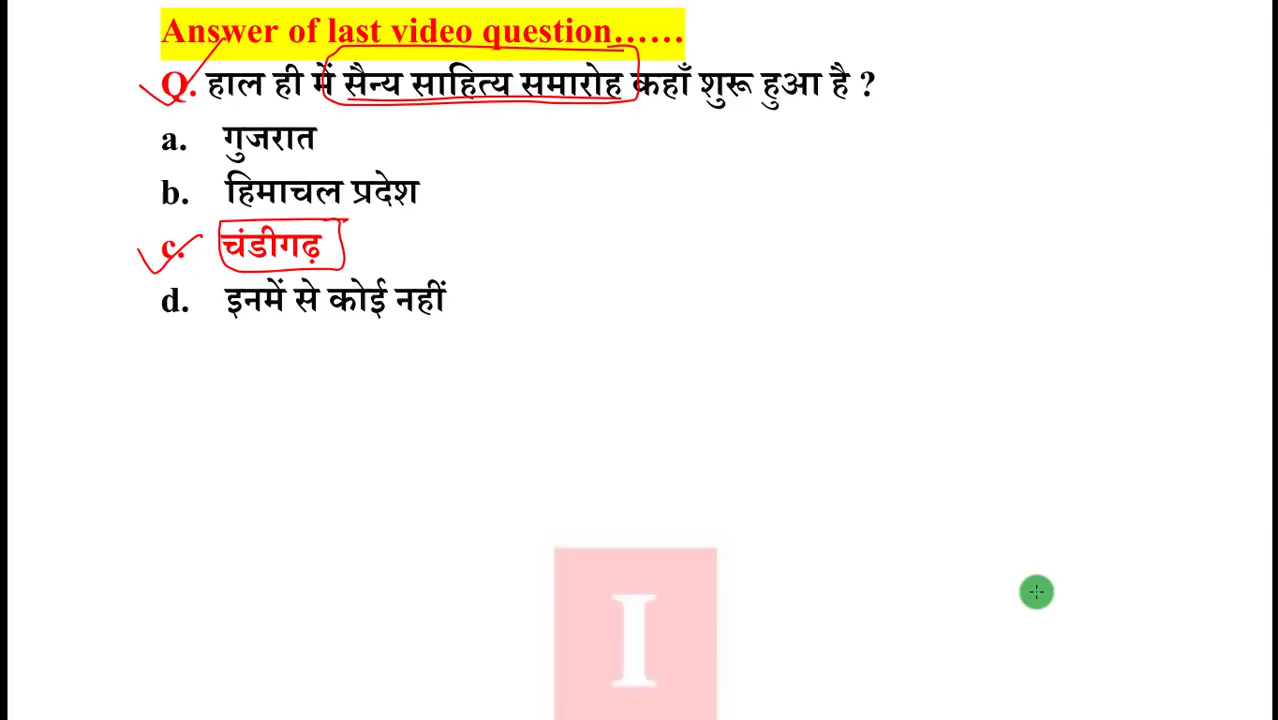 Answer of last video question......
Q. हाल ही में सैन्य साहित्य समारोह कहाँ शुरू हुआ है ?
a. गुजरात
b. हिमाचल प्रदेश
c. चंडीगढ़
d. इनमें से कोई नहीं
I